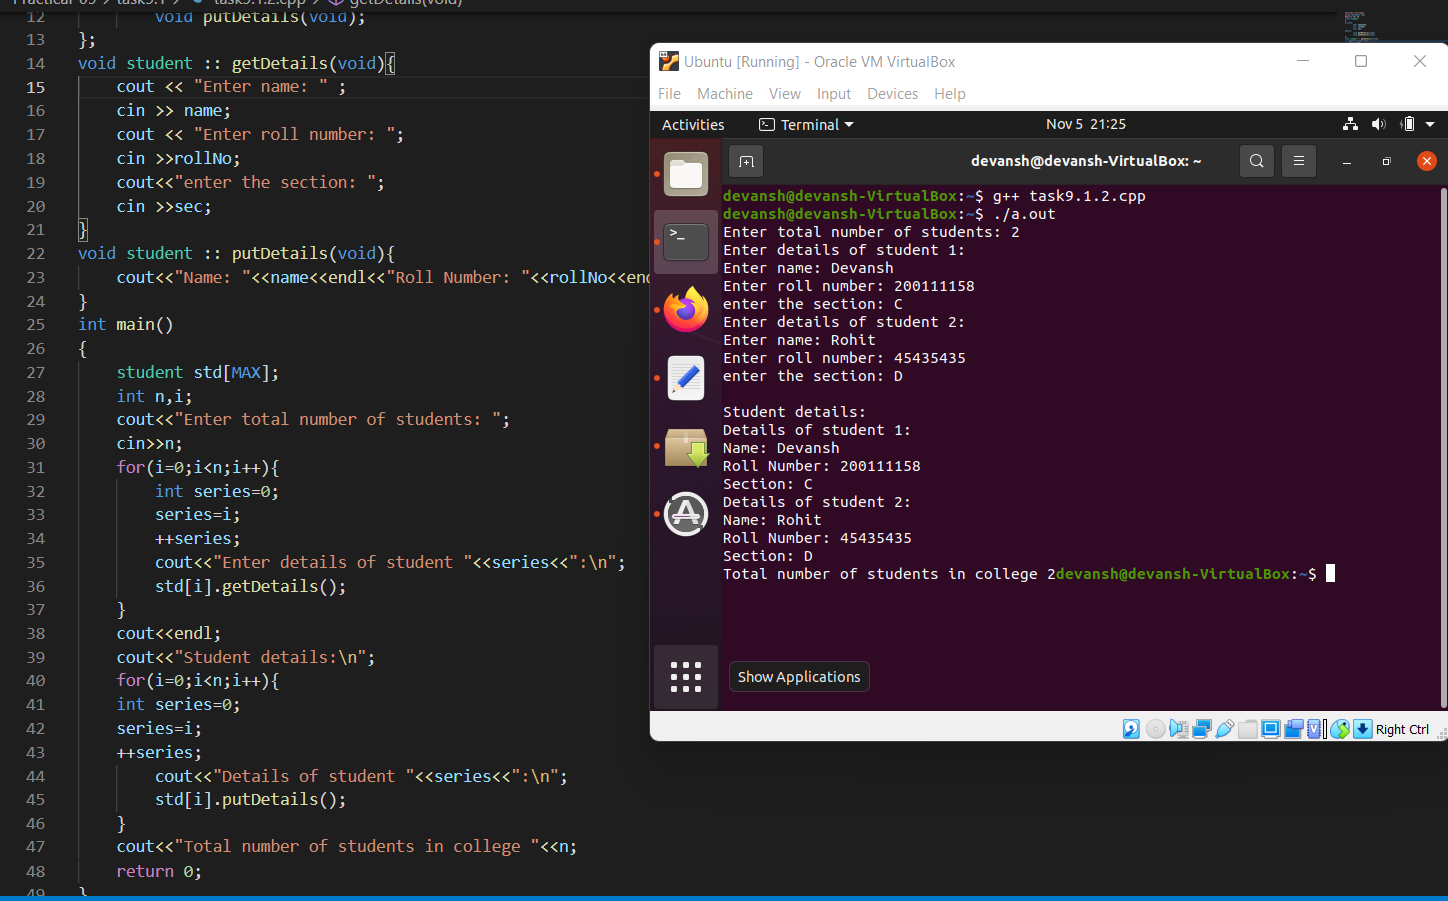 Practical 09 > task9.1 > task9.1.2.cpp > getDetails(void)
12 void putDetails(void);
13 };
14 void student :: getDetails(void){
15 cout << "Enter name: " ;
16 cin >> name;
17 cout << "Enter roll number: ";
18 cin >>rollNo;
19 cout<<"enter the section: ";
20 cin >>sec;
21 }
22 void student :: putDetails(void){
23 cout<<"Name: "<<name<<endl<<"Roll Number: "<<rollNo<<end
24 }
25 int main()
26 {
27 student std[MAX];
28 int n,i;
29 cout<<"Enter total number of students: ";
30 cin>>n;
31 for(i=0;i<n;i++){
32 int series=0;
33 series=i;
34 ++series;
35 cout<<"Enter details of student "<<series<<":\n";
36 std[i].getDetails();
37 }
38 cout<<endl;
39 cout<<"Student details:\n";
40 for(i=0;i<n;i++){
41 int series=0;
42 series=i;
43 ++series;
44 cout<<"Details of student "<<series<<":\n";
45 std[i].putDetails();
46 }
47 cout<<"Total number of students in college "<<n;
48 return 0;
49 }
Ubuntu [Running] - Oracle VM VirtualBox
File Machine View Input Devices Help
Activities Terminal Nov 5 21:25
devansh@devansh-VirtualBox: ~
devansh@devansh-VirtualBox:~$ g++ task9.1.2.cpp
devansh@devansh-VirtualBox:~$ ./a.out
Enter total number of students: 2
Enter details of student 1:
Enter name: Devansh
Enter roll number: 200111158
enter the section: C
Enter details of student 2:
Enter name: Rohit
Enter roll number: 45435435
enter the section: D
Student details:
Details of student 1:
Name: Devansh
Roll Number: 200111158
Section: C
Details of student 2:
Name: Rohit
Roll Number: 45435435
Section: D
Total number of students in college 2devansh@devansh-VirtualBox:~$
Show Applications
Right Ctrl